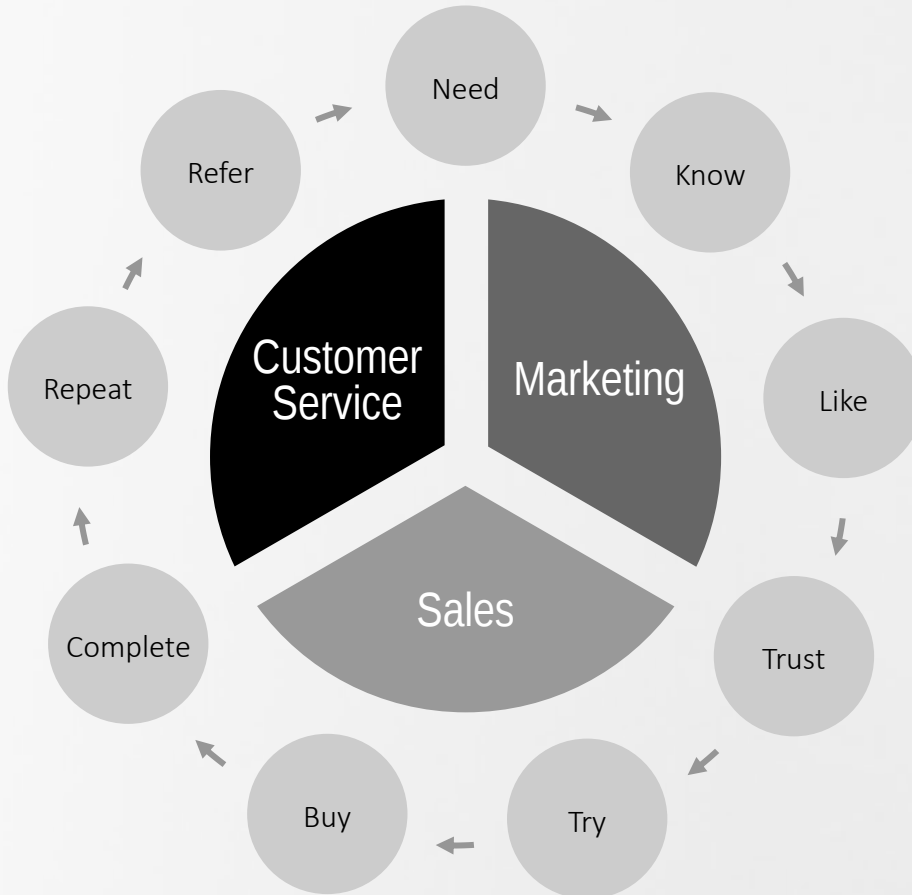 Need
Know
Like
Trust
Try
Buy
Complete
Repeat
Refer
Customer
Service
Marketing
Sales